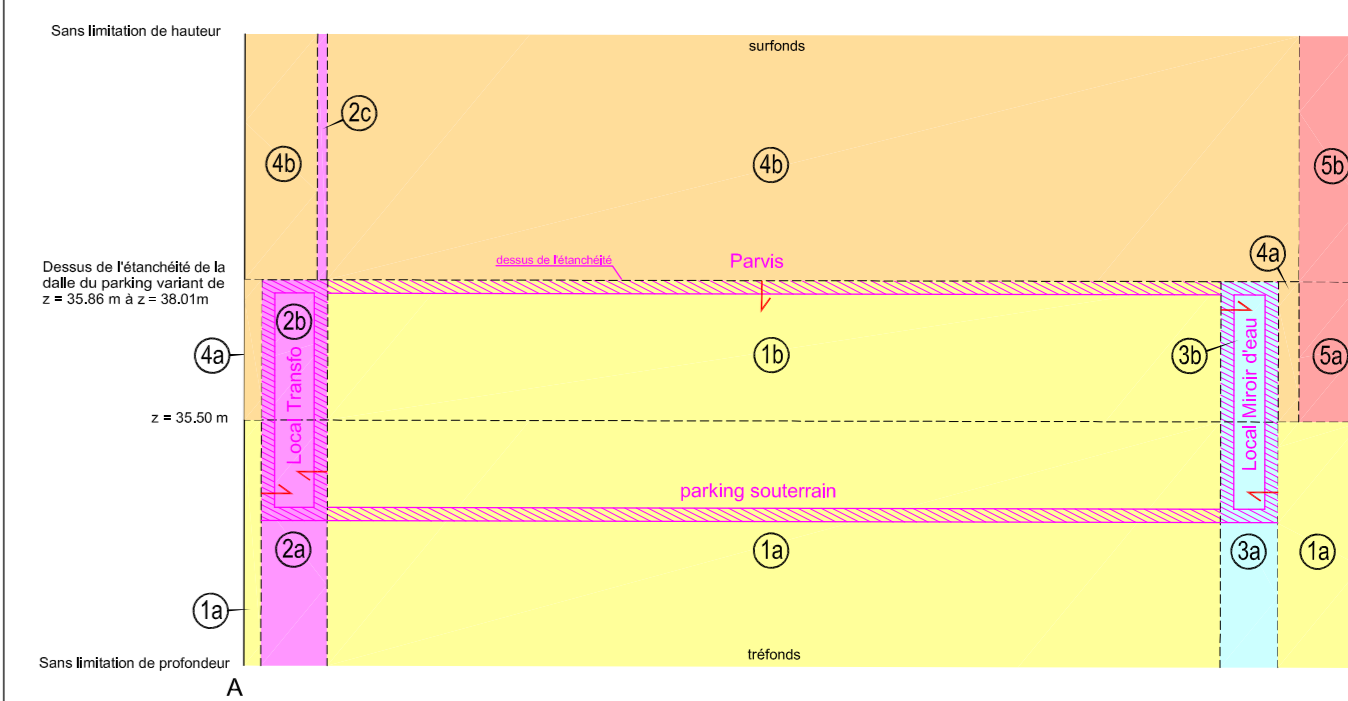 Sans limitation de hauteur
surfonds
2c
4b
4b
5b
4a
Dessus de l'étanchéité de la
dalle du parking variant de
z = 35.86 m à z = 38.01m
dessus de l'étanchéité
Parvis
2b
Local Transfo
4a
1b
3b
Local Miroir d'eau
5a
z = 35.50 m
parking souterrain
2a
1a
3a
1a
1a
tréfonds
Sans limitation de profondeur
A